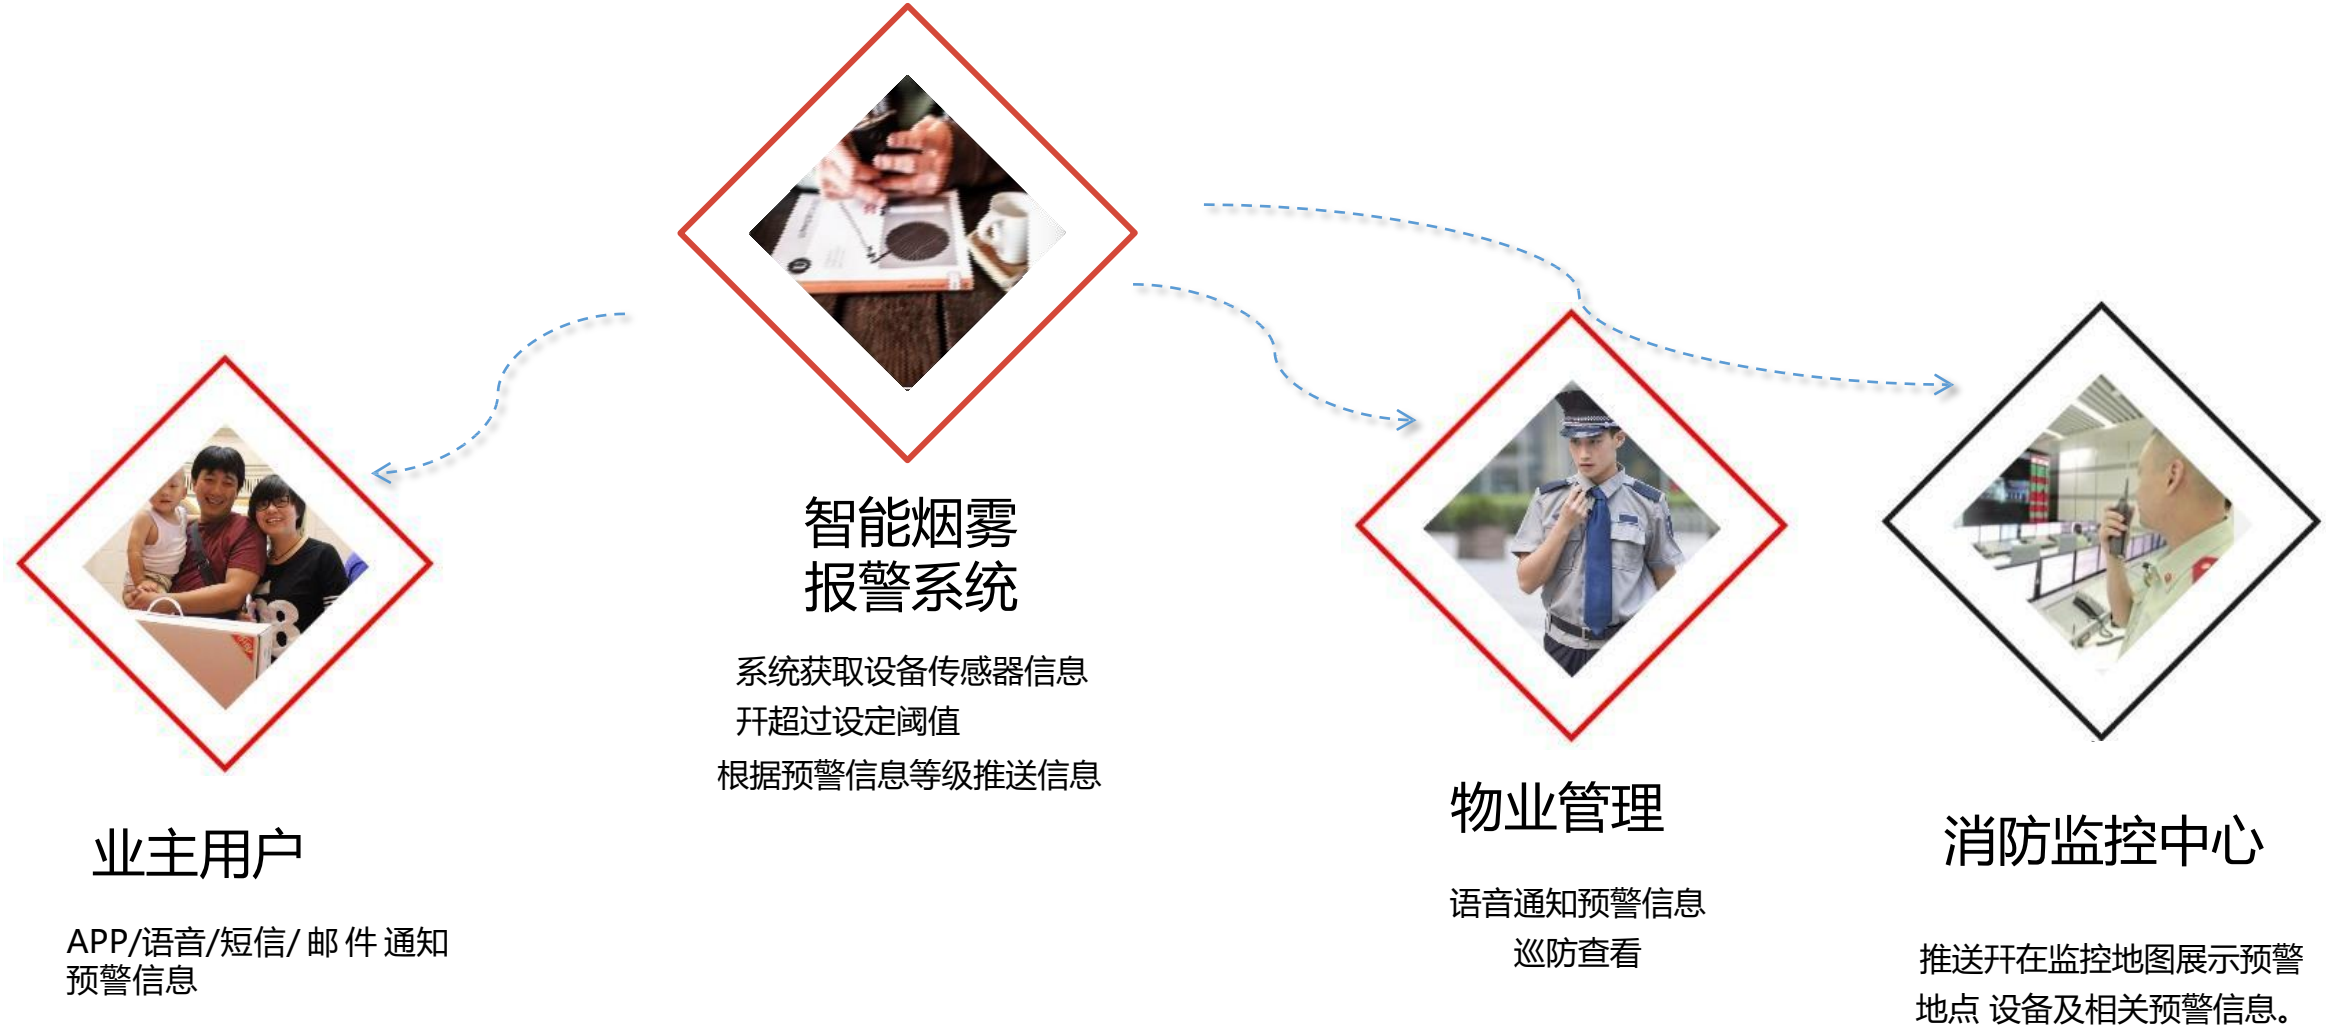 智能烟雾
报警系统
系统获取设备传感器信息
幵超过设定阈值
根据预警信息等级推送信息
业主用户
APP/语音/短信/ 邮 件 通知
预警信息
物业管理
语音通知预警信息
巡防查看
消防监控中心
推送幵在监控地图展示预警
地点 设备及相关预警信息。